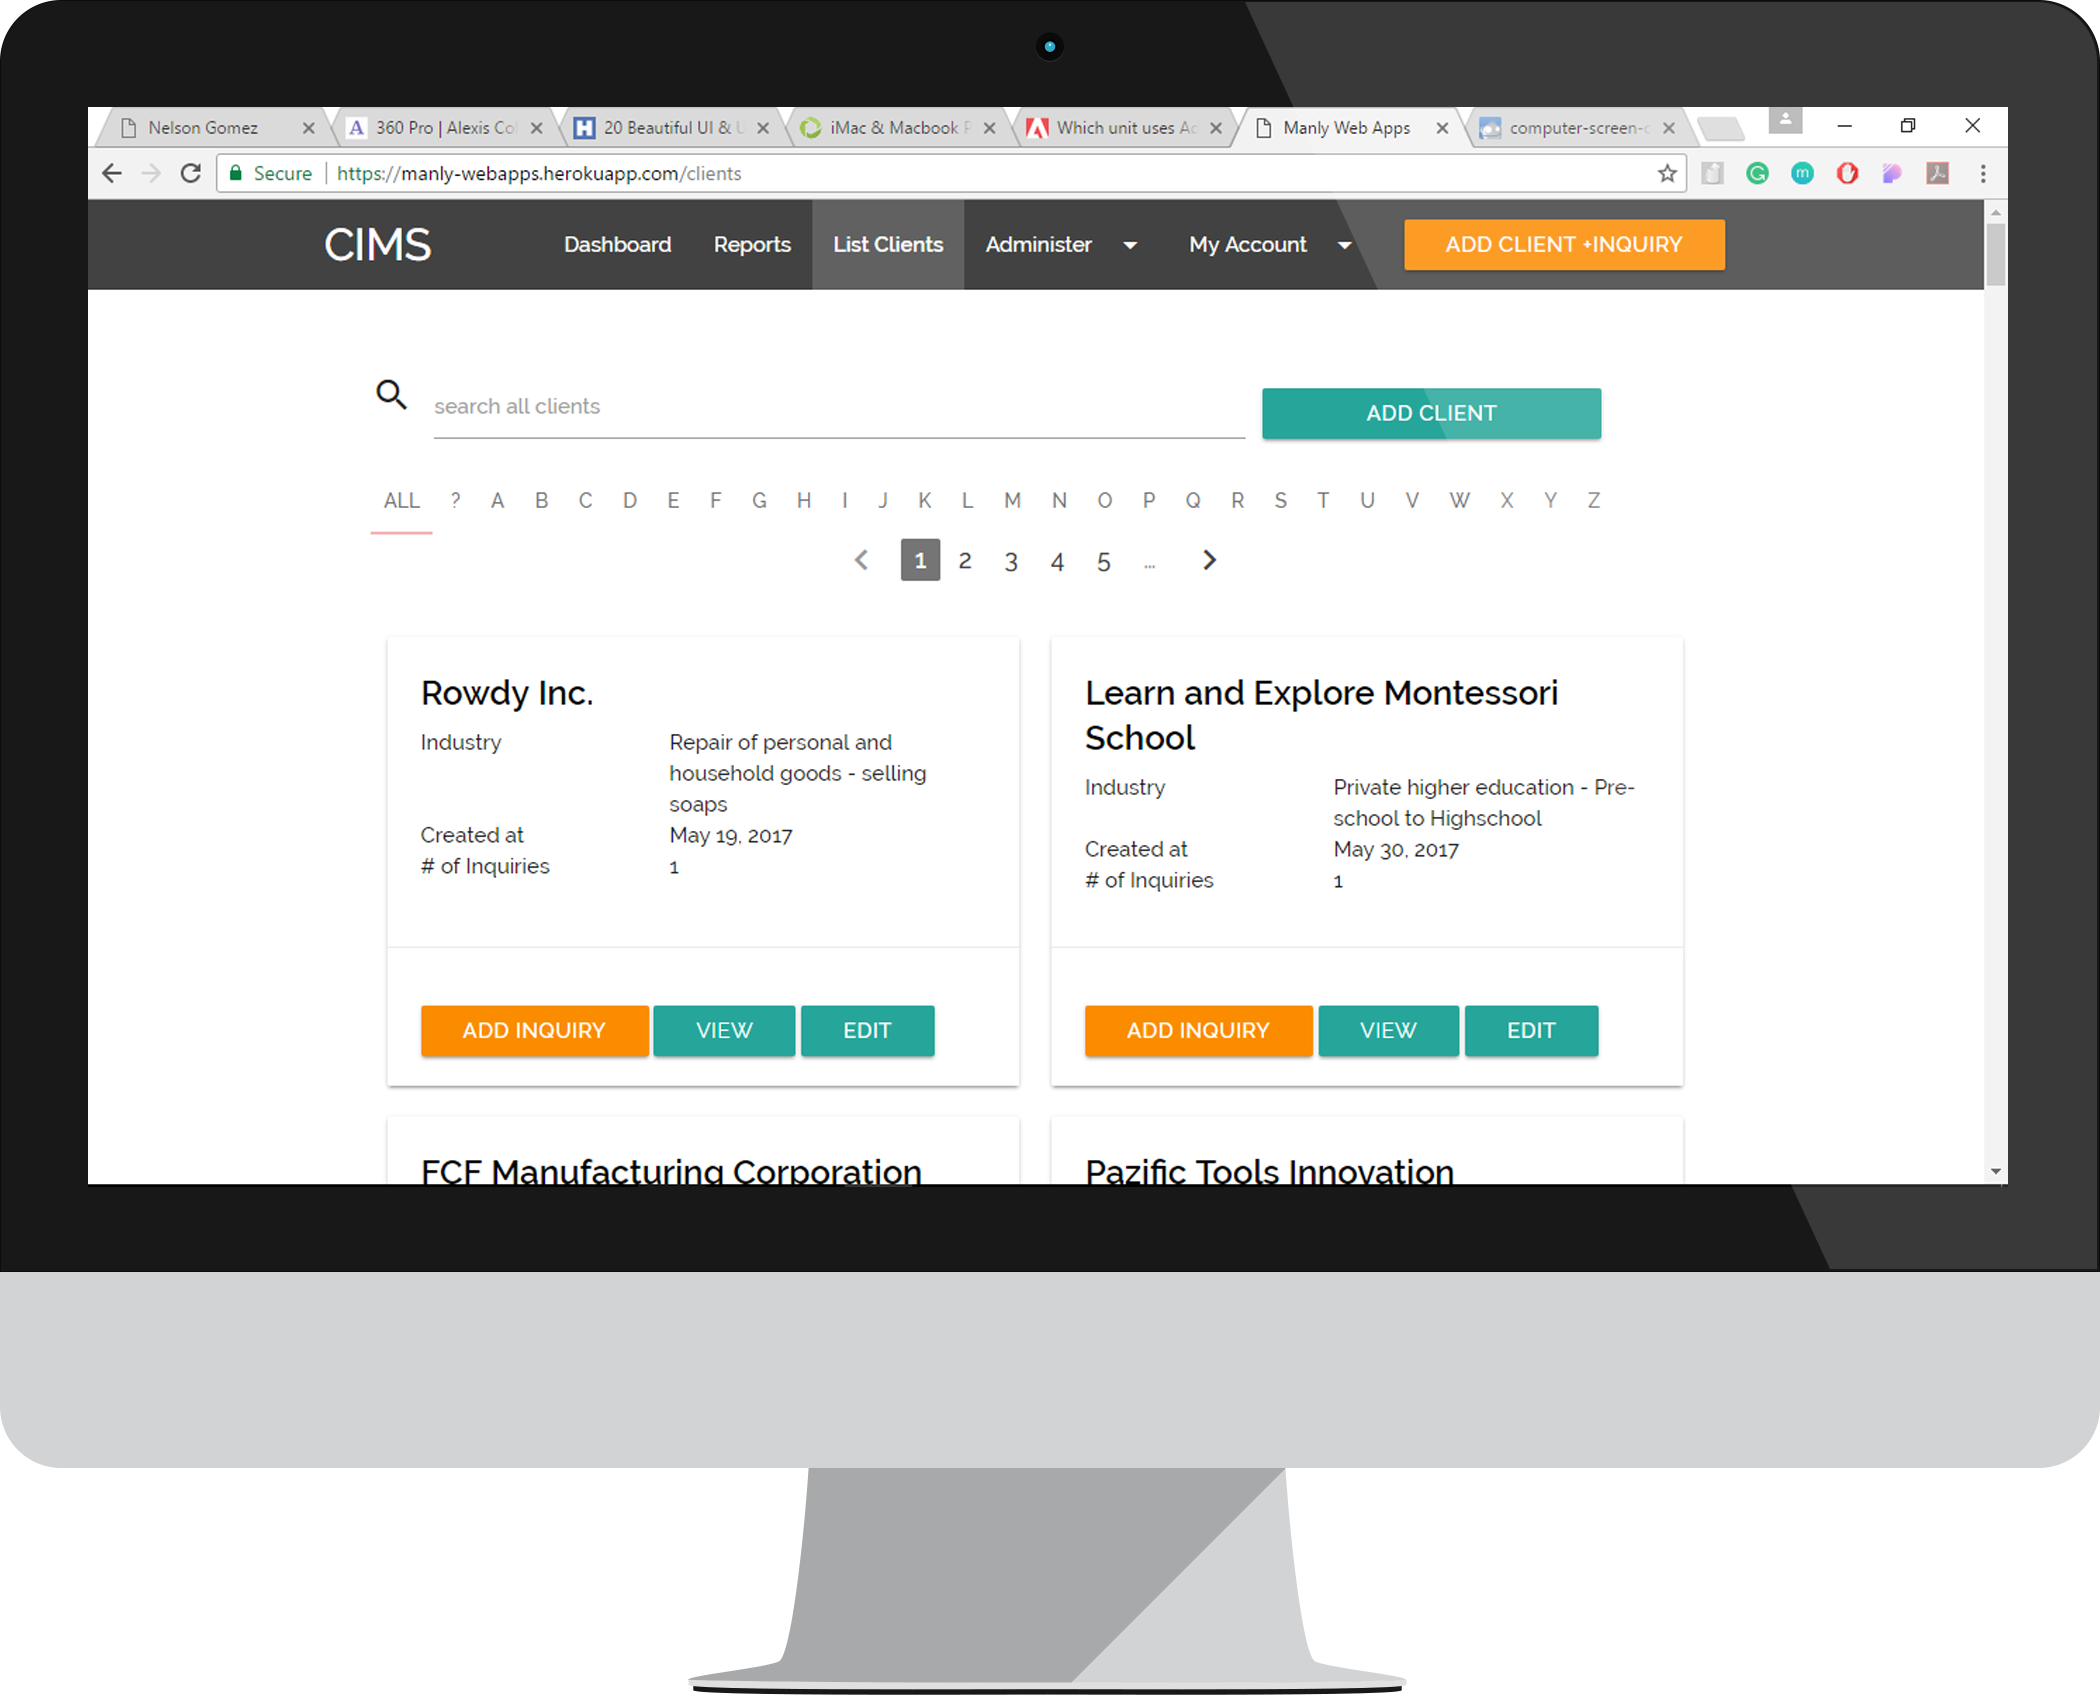 Nelson Gomez
360 Pro | Alexis Co
20 Beautiful UI & U
iMac & Macbook P
Which unit uses Ac
Manly Web Apps
computer-screen-c
Secure
https://manly-webapps.herokuapp.com/clients
CIMS
Dashboard
Reports
List Clients
Administer
My Account
ADD CLIENT +INQUIRY
search all clients
ADD CLIENT
ALL ? A B C D E F G H I J K L M N O P Q R S T U V W X Y Z
1 2 3 4 5 ...
Rowdy Inc.
Industry
Repair of personal and
household goods - selling
soaps
Created at
May 19, 2017
# of Inquiries
1
ADD INQUIRY
VIEW
EDIT
Learn and Explore Montessori
School
Industry
Private higher education - Pre-
school to Highschool
Created at
May 30, 2017
# of Inquiries
1
ADD INQUIRY
VIEW
EDIT
FCF Manufacturing Corporation
Pazific Tools Innovation